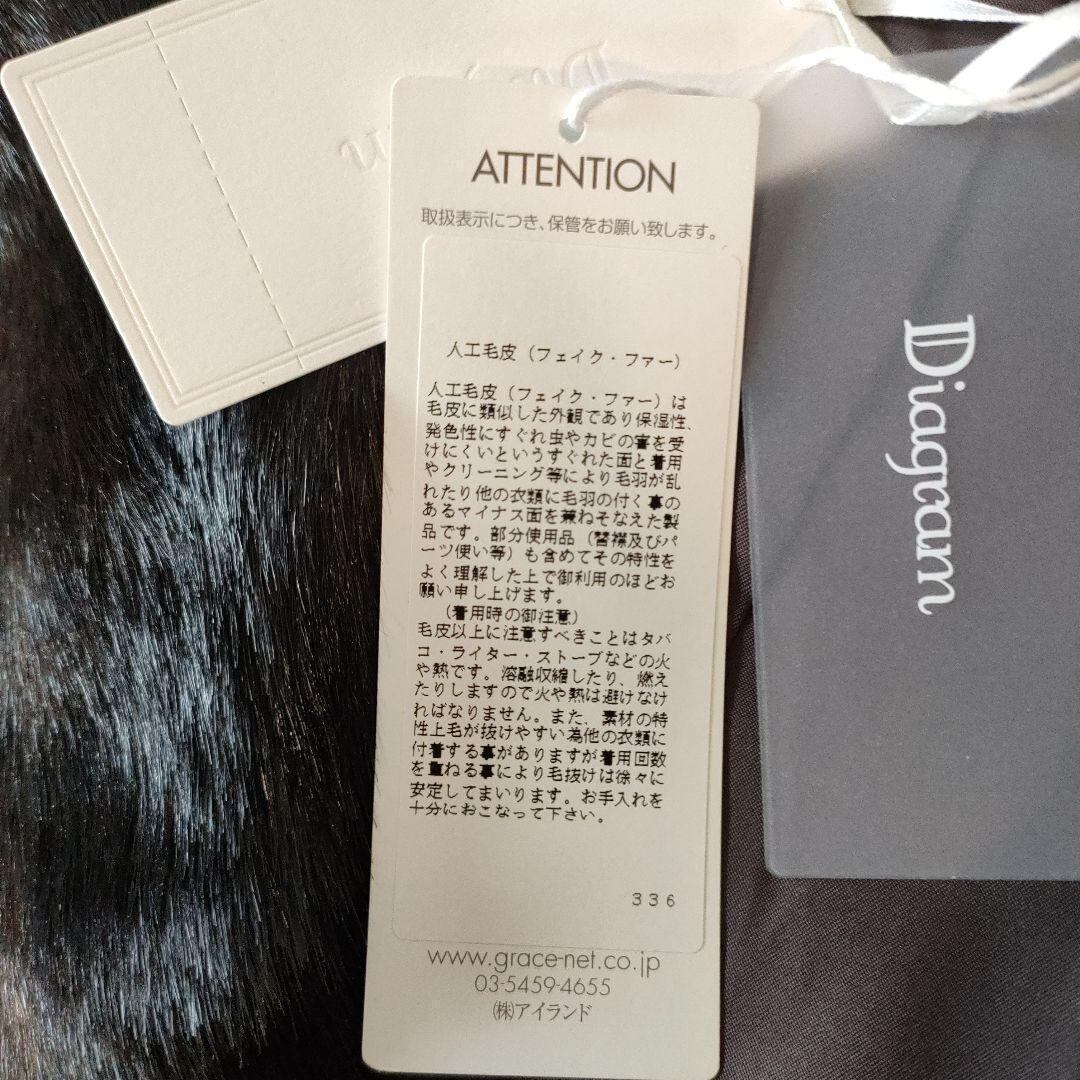 ATTENTION
取扱表示につき、保管をお願い致します。
人工毛皮（フェイク・ファー）
人工毛皮（フェイク・ファー）は
毛皮に類似した外観であり保湿性、
発色性にすぐれ虫やカビの害を受
けにくいというすぐれた面と着用
やクリーニング等により毛羽が乱
れたり他の衣類に毛羽の付く事の
あるマイナス面を兼ねそなえた製
品です。部分使用品（替襟及びパ
ーツ使い等）も含めてその特性を
よく理解した上で御利用のほどお
願い申し上げます。
（着用時の御注意）
毛皮以上に注意すべきことはタバ
コ・ライター・ストーブなどの火
や熱です。溶融収縮したり、燃え
たりしますので火や熱は避けなけ
ればなりません。また、素材の特
性上毛が抜けやすい為他の衣類に
付着する事がありますが着用回数
を重ねる事により毛抜けは徐々に
安定してまいります。お手入れを
十分におこなって下さい。
336
www.grace-net.co.jp
03-5459-4655
㈱アイランド
Diagram